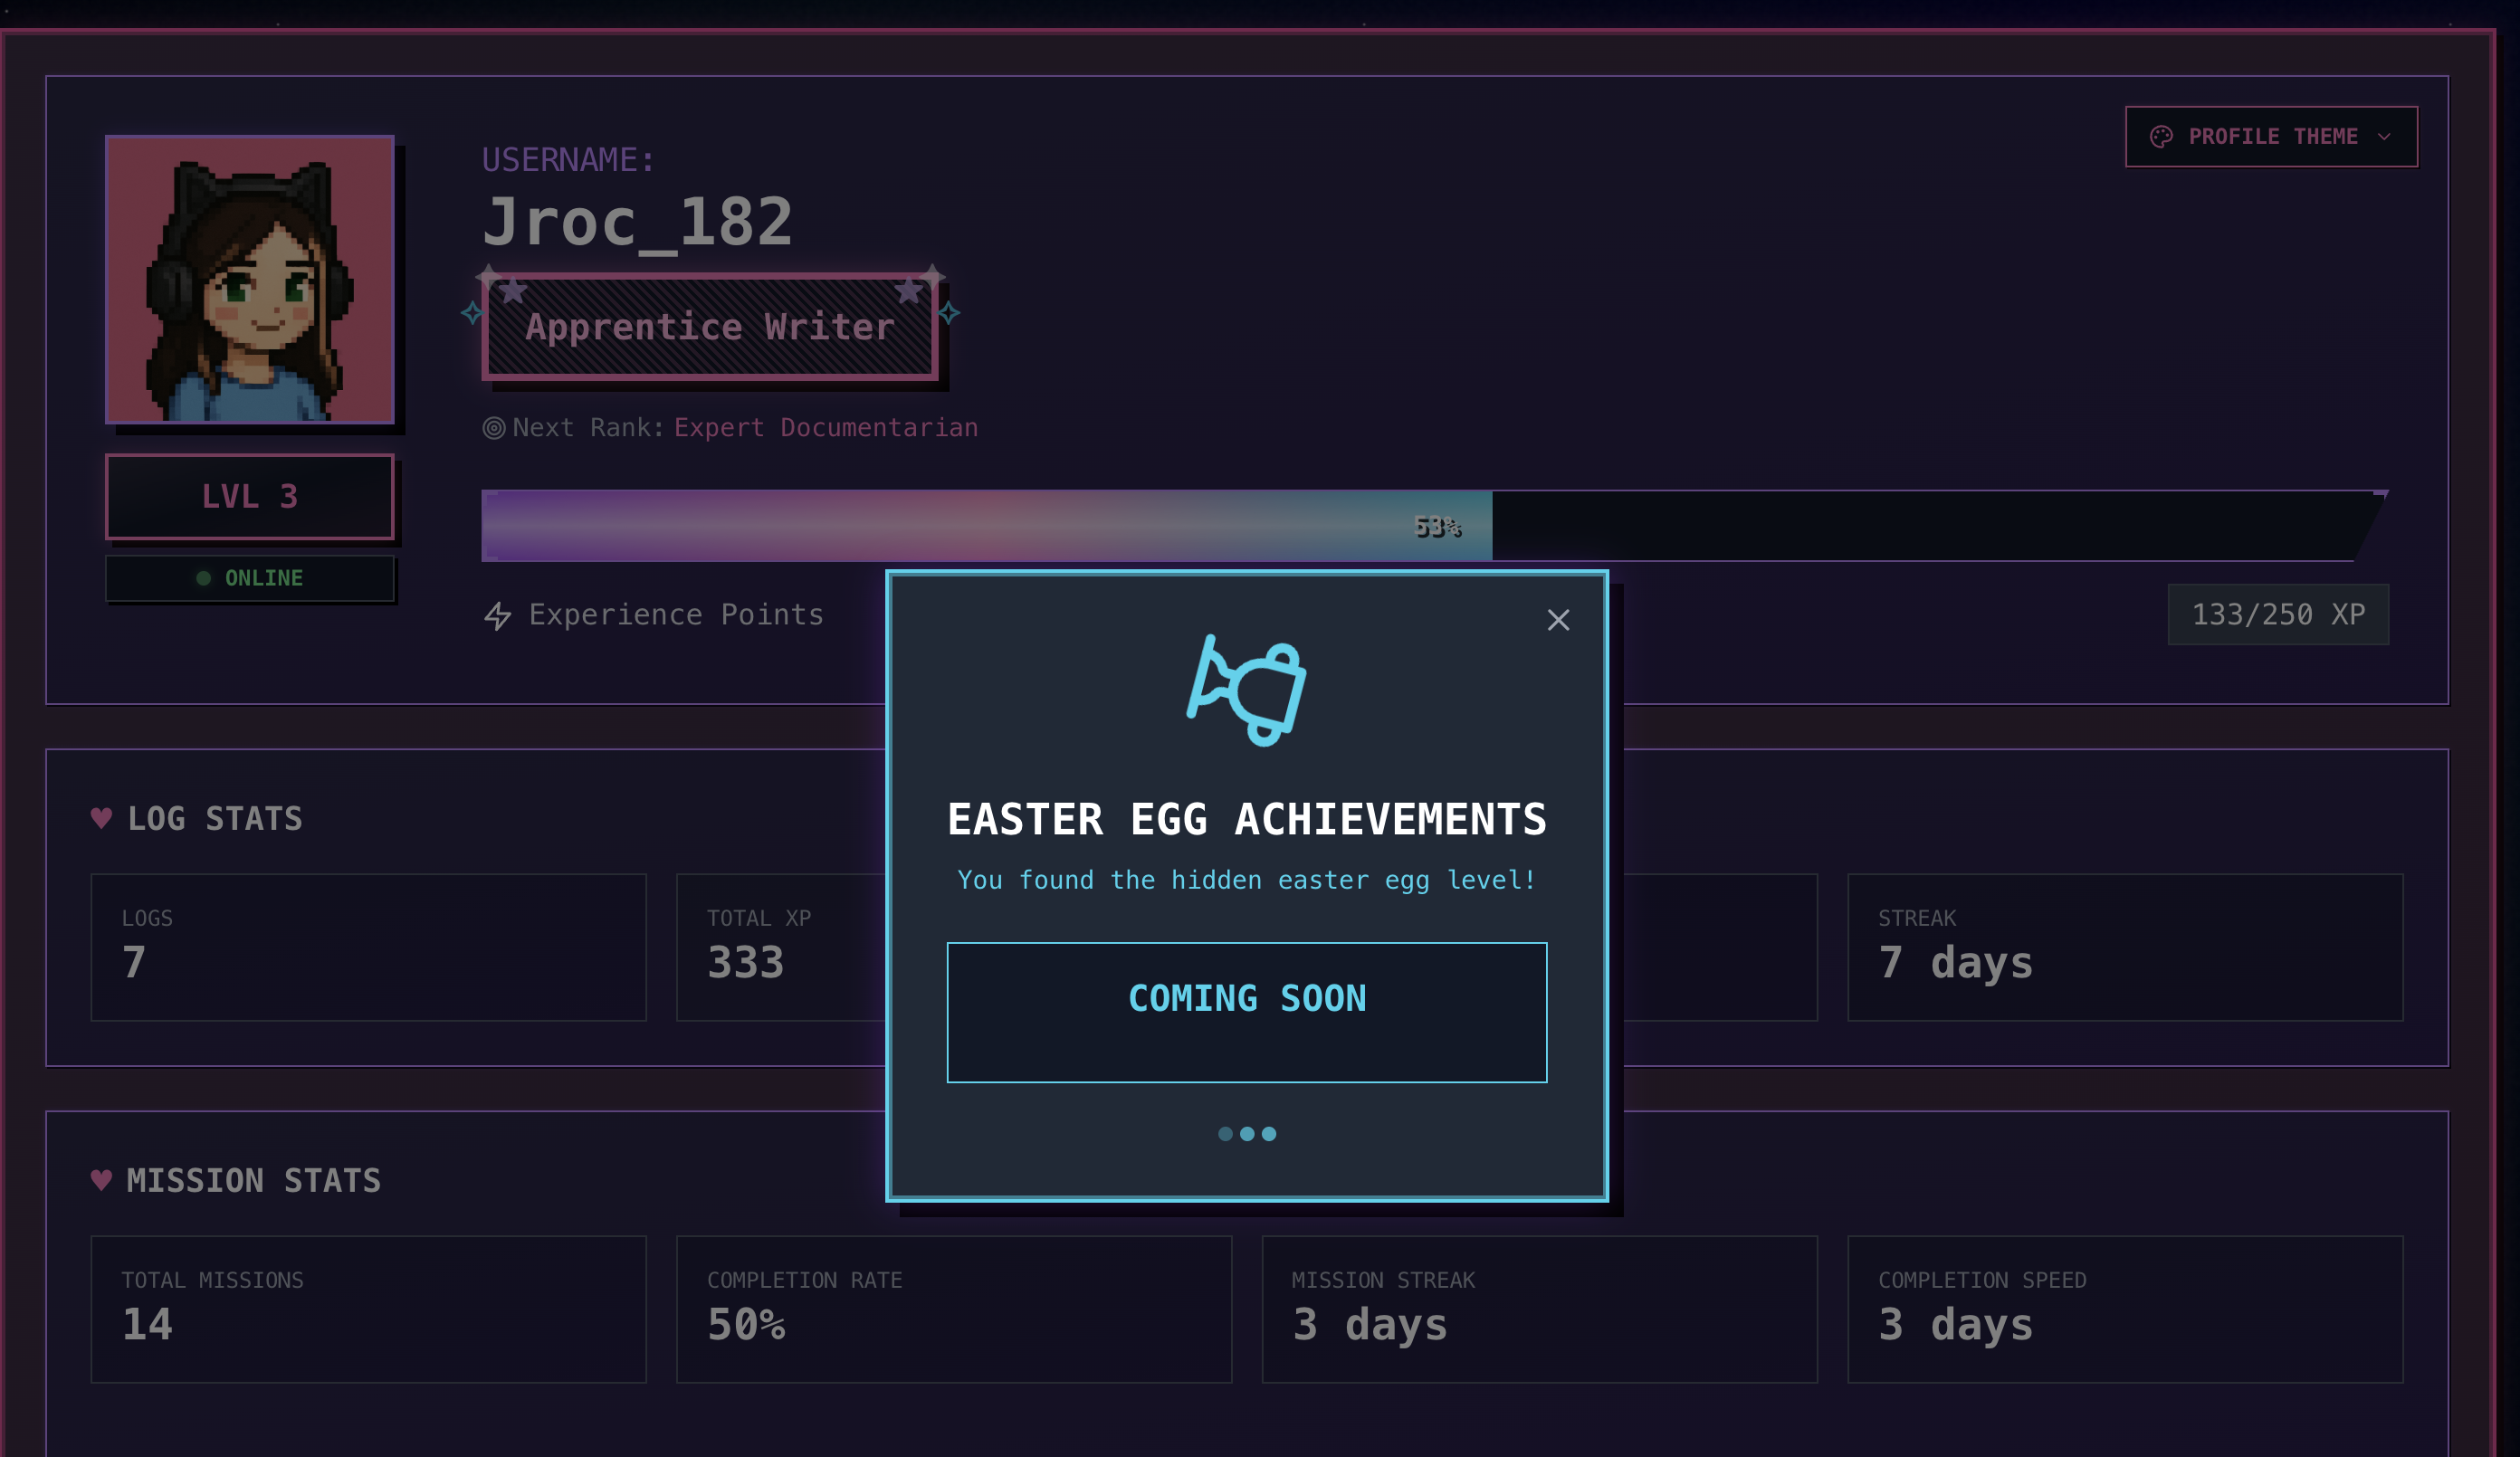 PROFILE THEME
USERNAME:
Jroc_182
Apprentice Writer
Next Rank: Expert Documentarian
LVL 3
53%
ONLINE
Experience Points
133/250 XP
EASTER EGG ACHIEVEMENTS
You found the hidden easter egg level!
COMING SOON
LOG STATS
LOGS
7
TOTAL XP
333
STREAK
7 days
MISSION STATS
TOTAL MISSIONS
14
COMPLETION RATE
50%
MISSION STREAK
3 days
COMPLETION SPEED
3 days